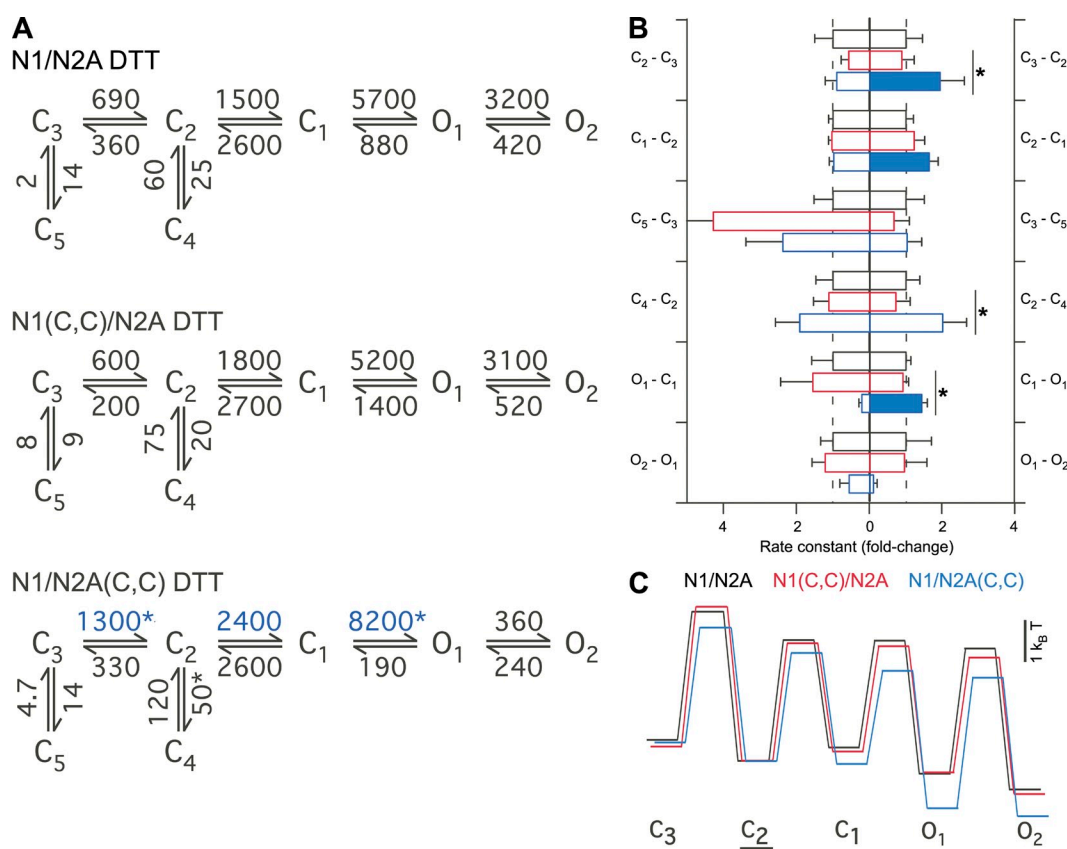 A
N1/N2A DTT
690 1500 5700 3200
C3 C2 C1 O1 O2
360 2600 880 420
2 14 60 25
C5 C4
N1(C,C)/N2A DTT
600 1800 5200 3100
C3 C2 C1 O1 O2
200 2700 1400 520
8 9 75 20
C5 C4
N1/N2A(C,C) DTT
1300* 2400 8200* 360
C3 C2 C1 O1 O2
330 2600 190 240
4.7 14 120 50*
C5 C4
B
C2 - C3 C3 - C2
*
C1 - C2 C2 - C1
C5 - C3 C3 - C5
C4 - C2 C2 - C4
*
O1 - C1 C1 - O1
*
O2 - O1 O1 - O2
4 2 0 2 4
Rate constant (fold-change)
C
N1/N2A N1(C,C)/N2A N1/N2A(C,C)
1 kB T
C3 C2 C1 O1 O2